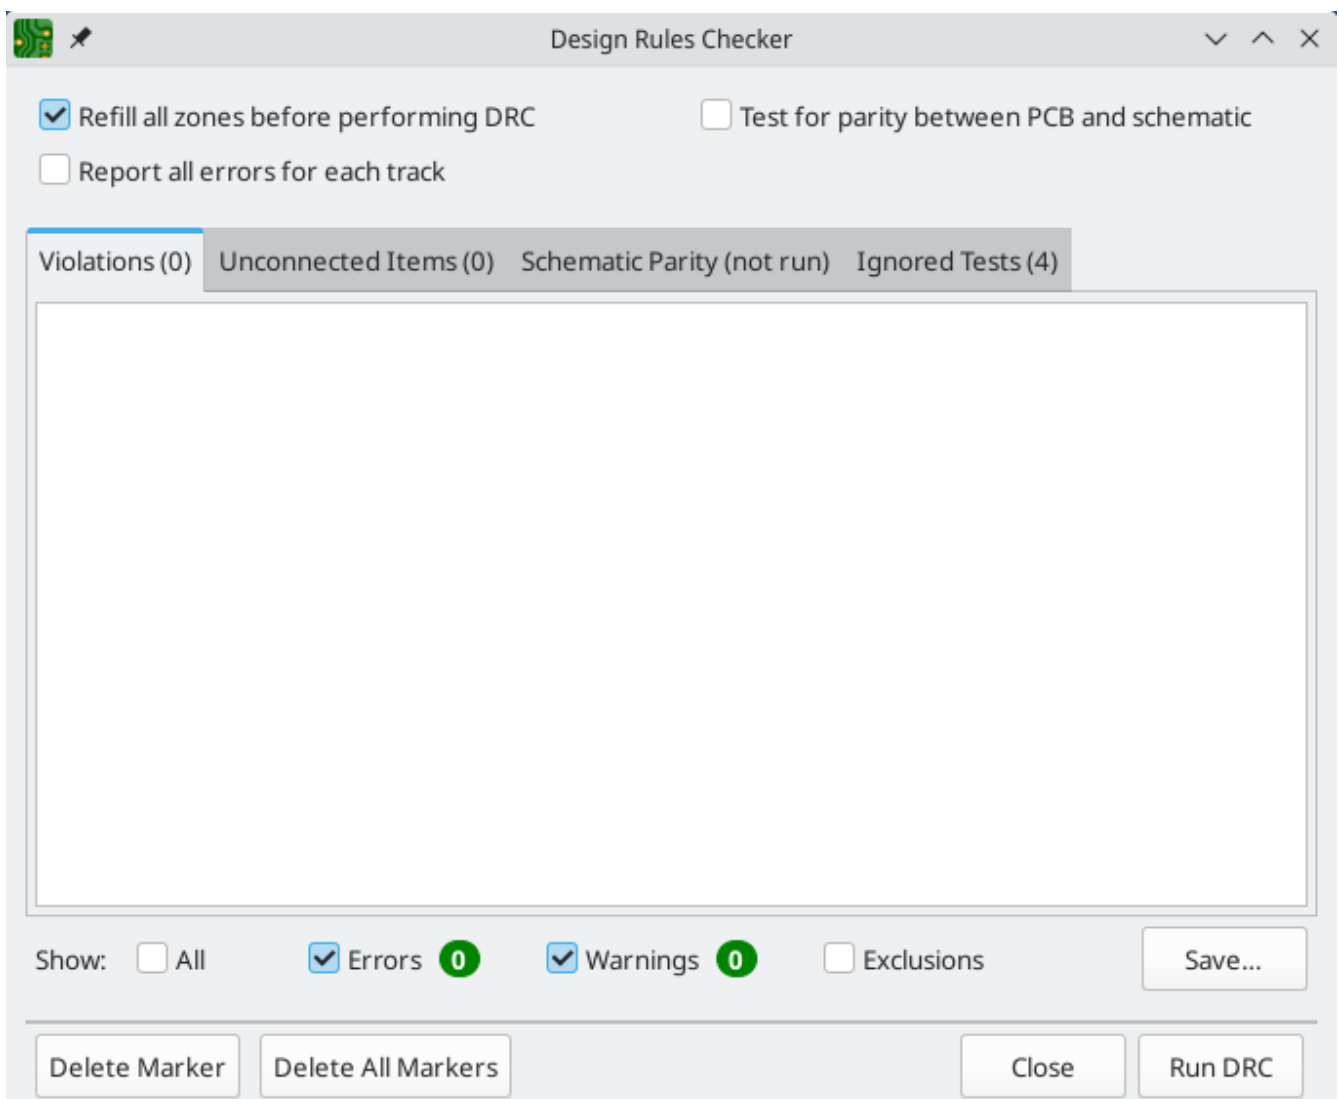 Design Rules Checker
Refill all zones before performing DRC
Test for parity between PCB and schematic
Report all errors for each track
Violations (0) Unconnected Items (0) Schematic Parity (not run) Ignored Tests (4)
Show: All Errors 0 Warnings 0 Exclusions Save...
Delete Marker Delete All Markers Close Run DRC